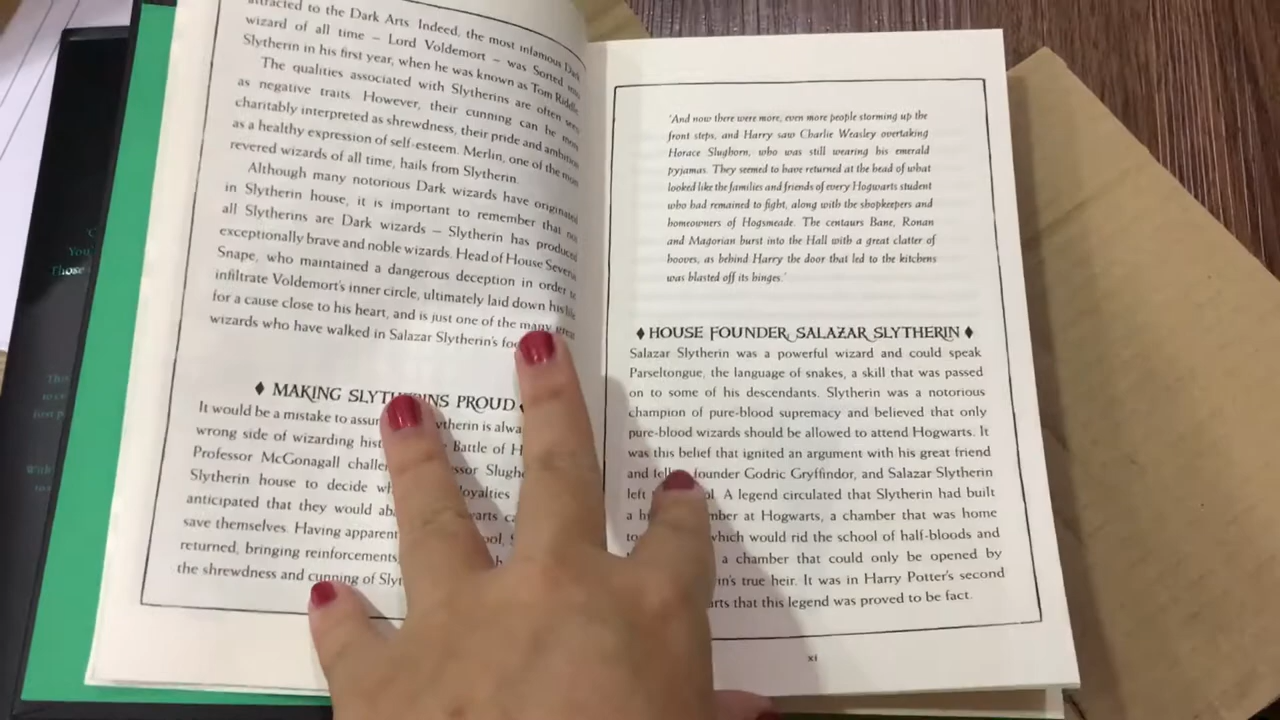 attracted to the Dark Arts Indeed, the most infamous Dark
wizard of all time – Lord Voldemort – was Sorted into
Slytherin in his first year, when he was known as Tom Riddle.
The qualities associated with Slytherins are often seen
as negative traits However, their cunning can be more
charitably interpreted as shrewdness, their pride and ambition
as a healthy expression of self-esteem. Merlin, one of the most
revered wizards of all time, hails from Slytherin.
Although many notorious Dark wizards have originated
in Slytherin house, it is important to remember that not
all Slytherins are Dark wizards – Slytherin has produced
exceptionally brave and noble wizards. Head of House Severus
Snape, who maintained a dangerous deception in order to
infiltrate Voldemort's inner circle, ultimately laid down his life
for a cause close to his heart, and is just one of the many great
wizards who have walked in Salazar Slytherin's
♦ MAKING SLYTHERINS PROUD
It would be a mistake to is alwa
wrong side of wizarding Battle of H
Professor McGonagall
Slytherin house to decide
anticipated that they would
save themselves. Having
returned, bringing reinforcements,
the shrewdness and cunning of
'And now there were more, even more people storming up the
front steps, and Harry saw Charlie Weasley overtaking
Horace Slughorn, who was still wearing his emerald
pyjamas. They seemed to have returned at the head of what
looked like the families and friends of every Hogwarts student
who had remained to fight, along with the shopkeepers and
homeowners of Hogsmeade. The centaurs Bane, Ronan
and Magorian burst into the Hall with a great clatter of
hooves, as behind Harry the door that led to the kitchens
was blasted off its hinges.'
♦ HOUSE FOUNDER, SALAZAR SLYTHERIN ♦
Salazar Slytherin was a powerful wizard and could speak
Parseltongue, the language of snakes, a skill that was passed
on to some of his descendants. Slytherin was a notorious
champion of pure-blood supremacy and believed that only
pure-blood wizards should be allowed to attend Hogwarts. It
was this belief that ignited an argument with his great friend
and founder Godric Gryffindor, and Salazar Slytherin
left A legend circulated that Slytherin had built
a at Hogwarts, a chamber that was home
to which would rid the school of half-bloods and
a chamber that could only be opened by
true heir. It was in Harry Potter's second
that this legend was proved to be fact.
xi
You
Those